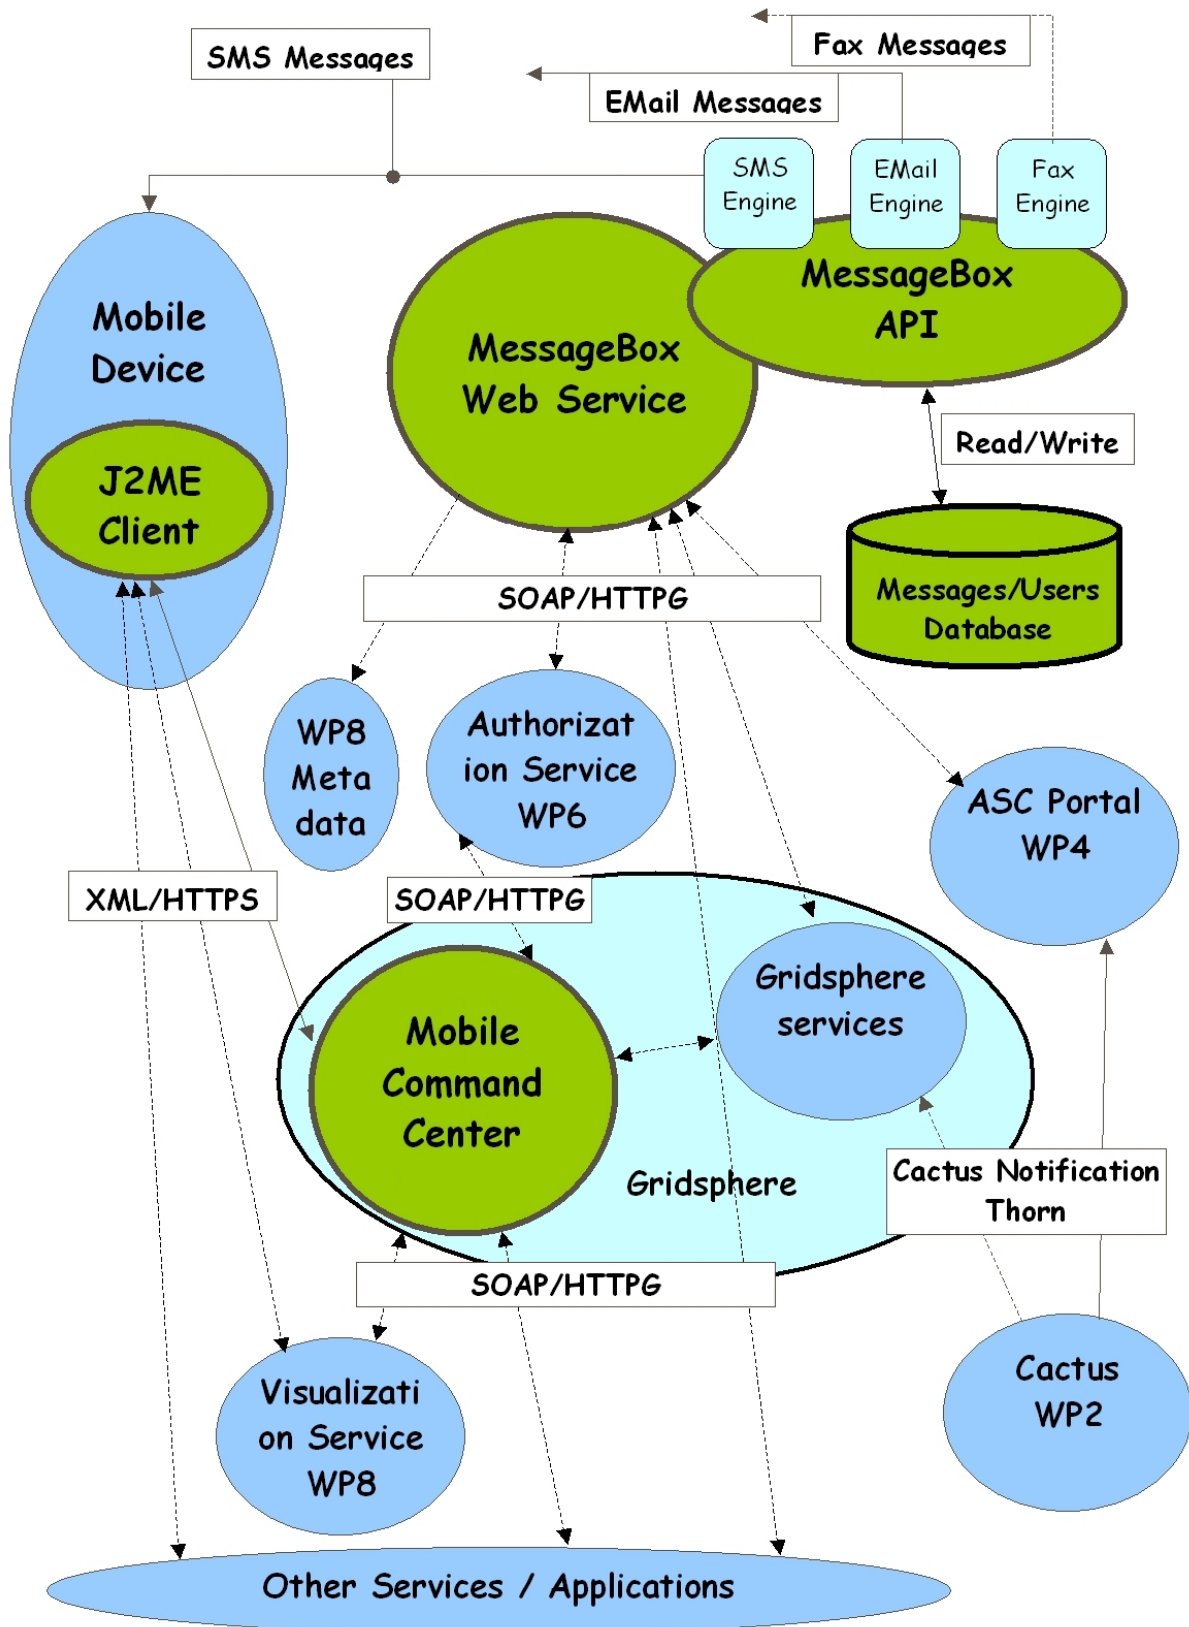 Fax Messages
SMS Messages
EMail Messages
SMS
Engine
EMail
Engine
Fax
Engine
MessageBox
API
Mobile
Device
MessageBox
Web Service
Read/Write
J2ME
Client
SOAP/HTTPG
Messages/Users
Database
WP8
Meta
data
Authorizat
ion Service
WP6
ASC Portal
WP4
XML/HTTPS
SOAP/HTTPG
Gridsphere
services
Mobile
Command
Center
Gridsphere
Cactus Notification
Thorn
SOAP/HTTPG
Visualizati
on Service
WP8
Cactus
WP2
Other Services / Applications